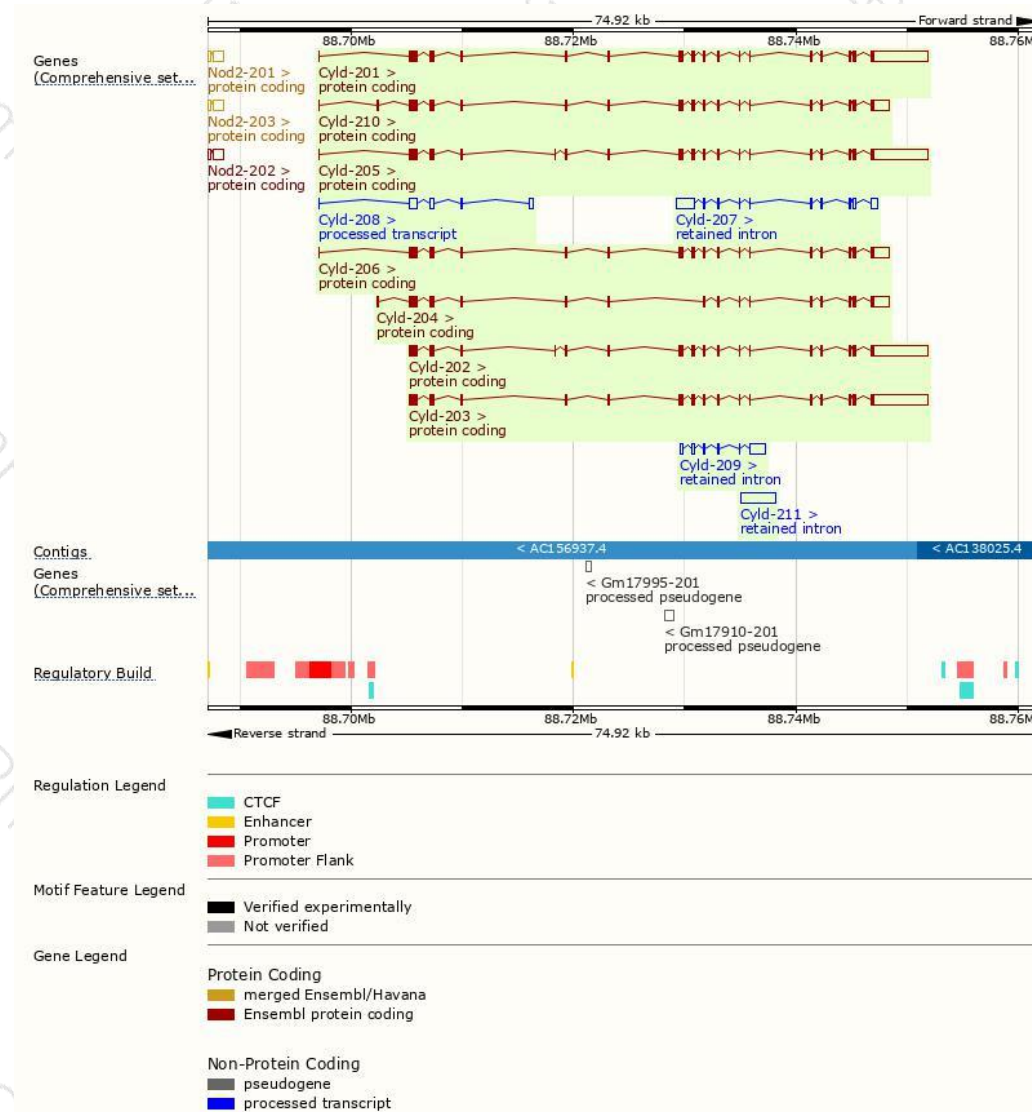 74.92 kb Forward strand
88.70Mb 88.72Mb 88.74Mb 88.76M
Genes
(Comprehensive set...
Nod2-201 > Cyld-201 >
protein coding protein coding
Nod2-203 > Cyld-210 >
protein coding protein coding
Nod2-202 > Cyld-205 >
protein coding protein coding
Cyld-208 > Cyld-207 >
processed transcript retained intron
Cyld-206 >
protein coding
Cyld-204 >
protein coding
Cyld-202 >
protein coding
Cyld-203 >
protein coding
Cyld-209 >
retained intron
Cyld-211 >
retained intron
Contigs < AC156937.4 < AC138025.4
Genes
(Comprehensive set...
< Gm17995-201
processed pseudogene
< Gm17910-201
processed pseudogene
Regulatory Build
88.70Mb 88.72Mb 88.74Mb 88.76M
Reverse strand 74.92 kb
Regulation Legend
CTCF
Enhancer
Promoter
Promoter Flank
Motif Feature Legend
Verified experimentally
Not verified
Gene Legend
Protein Coding
merged Ensembl/Havana
Ensembl protein coding
Non-Protein Coding
pseudogene
processed transcript